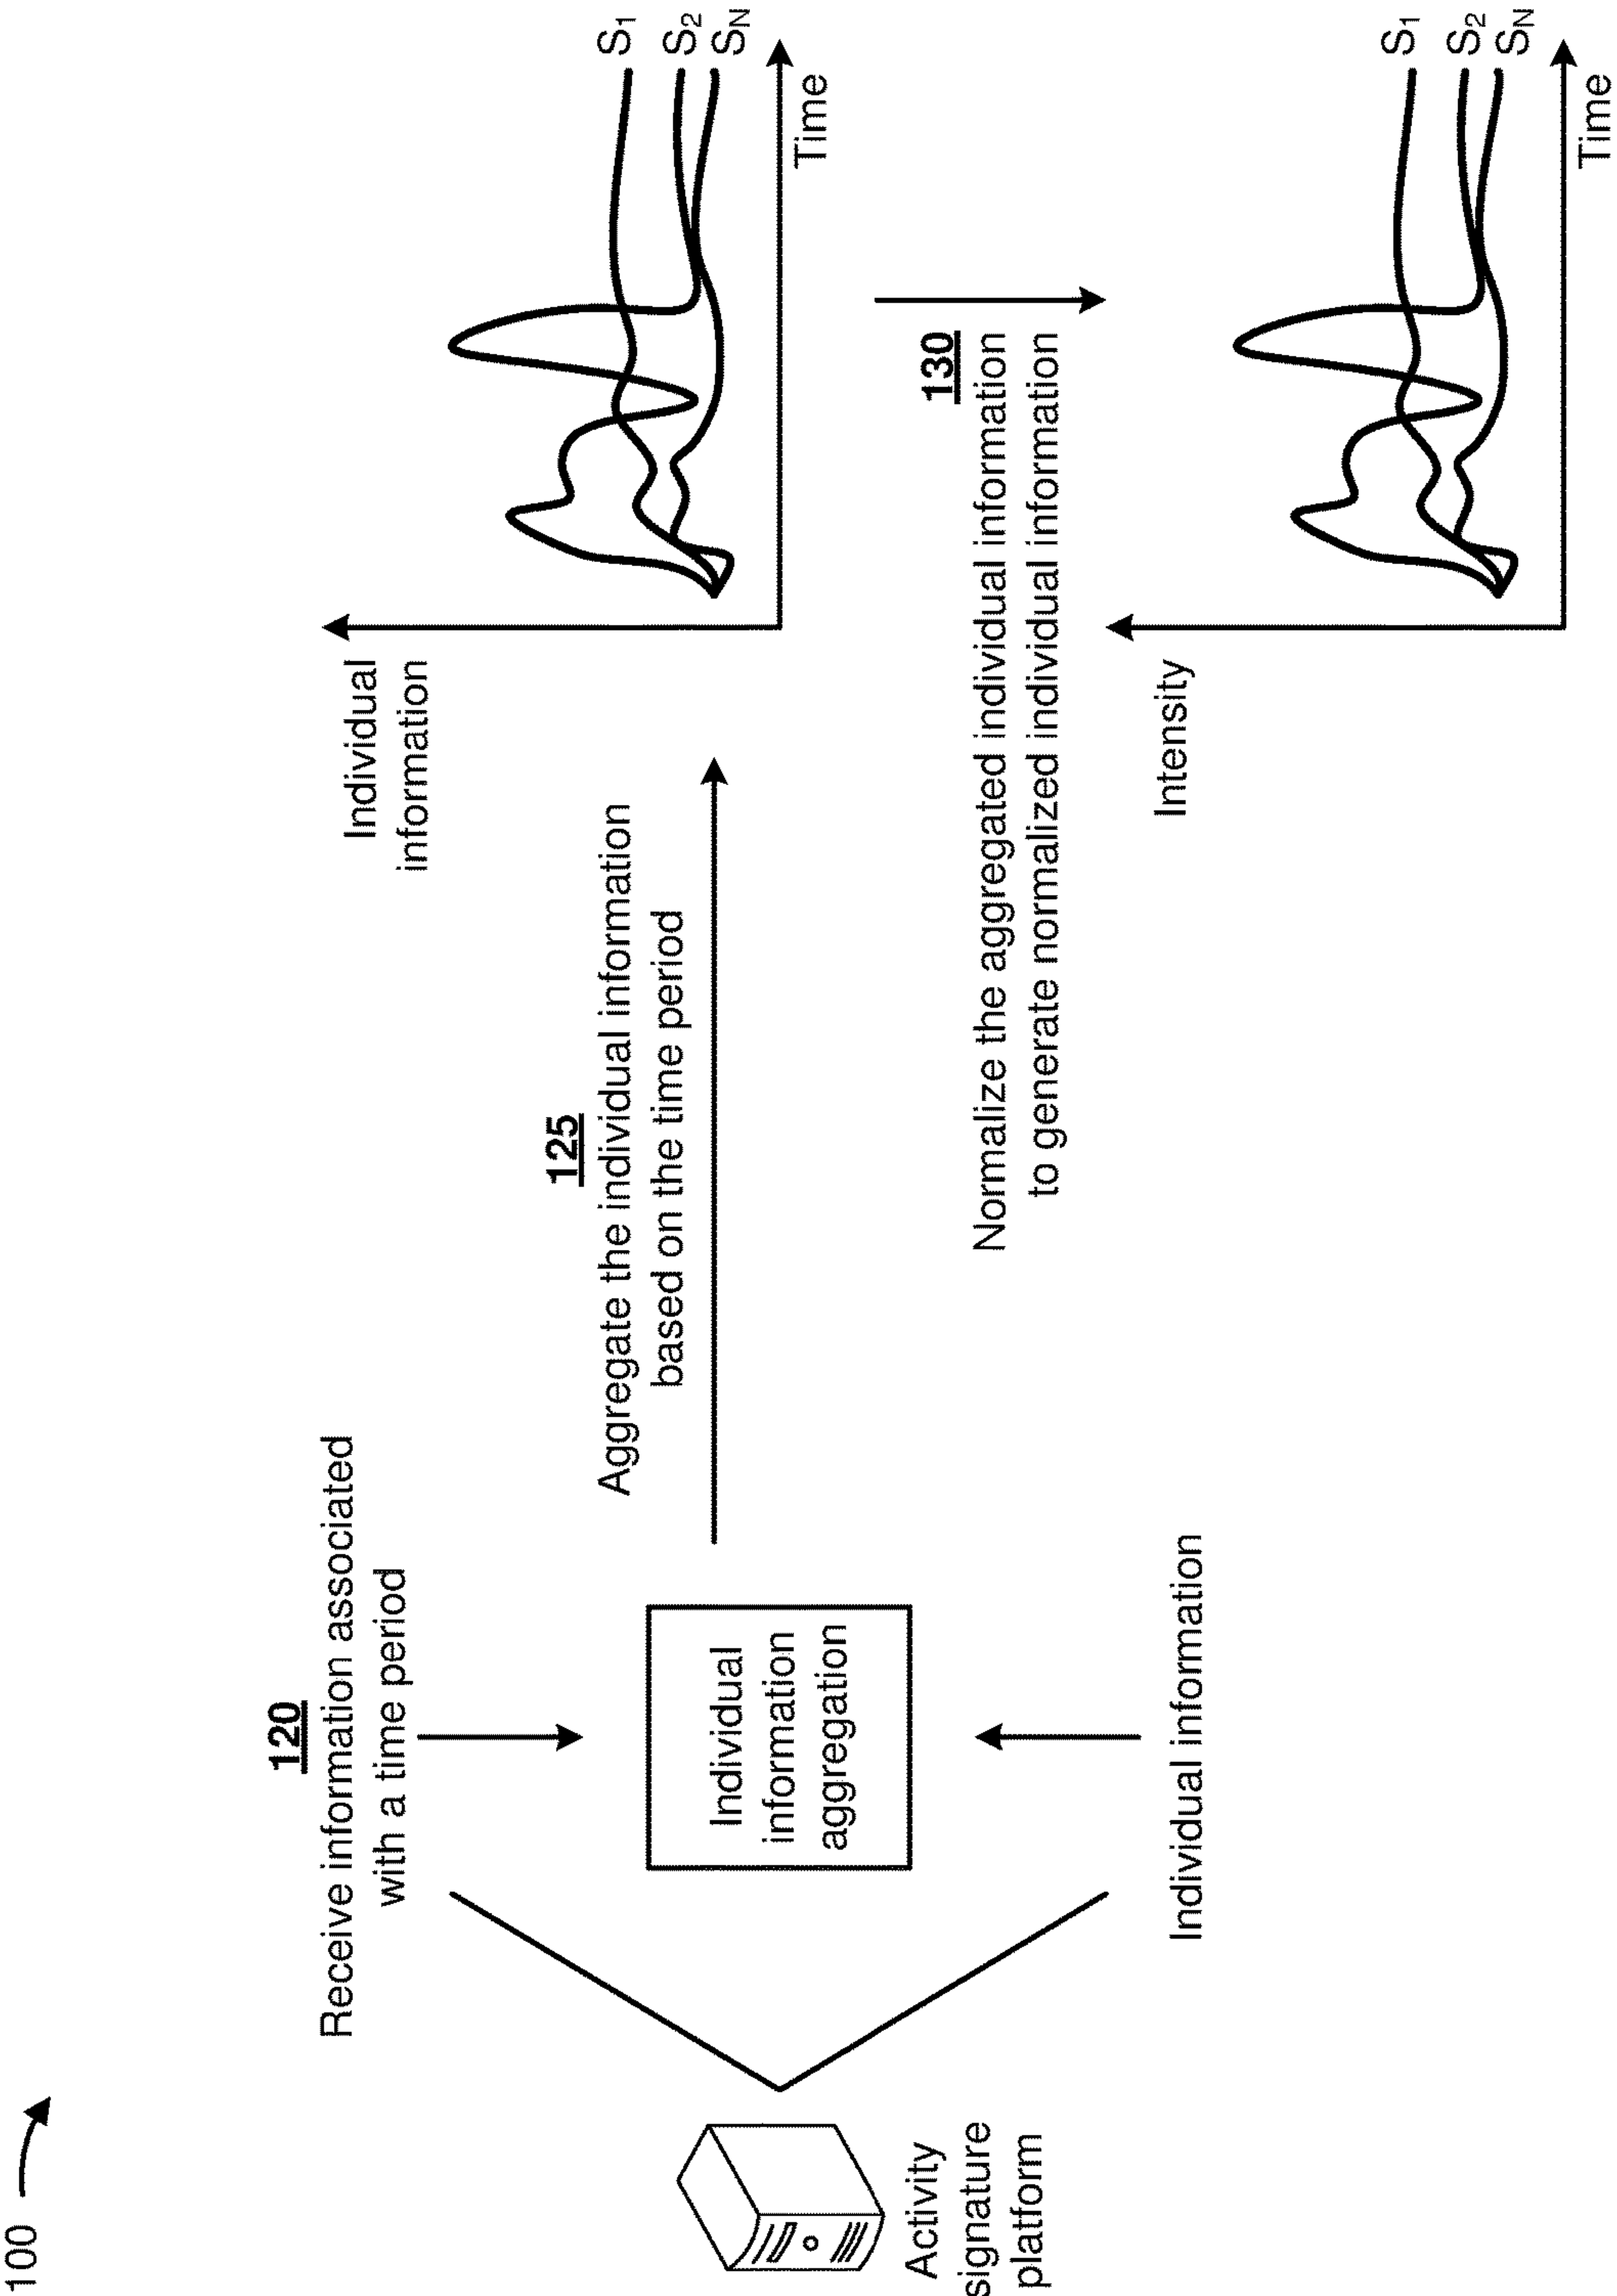 100
120
Receive information associated
with a time period
Individual
information
aggregation
Individual information
Activity
signature
platform
125
Aggregate the individual information
based on the time period
Individual
information
S1
S2
SN
Time
130
Normalize the aggregated individual information
to generate normalized individual information
Intensity
S1
S2
SN
Time